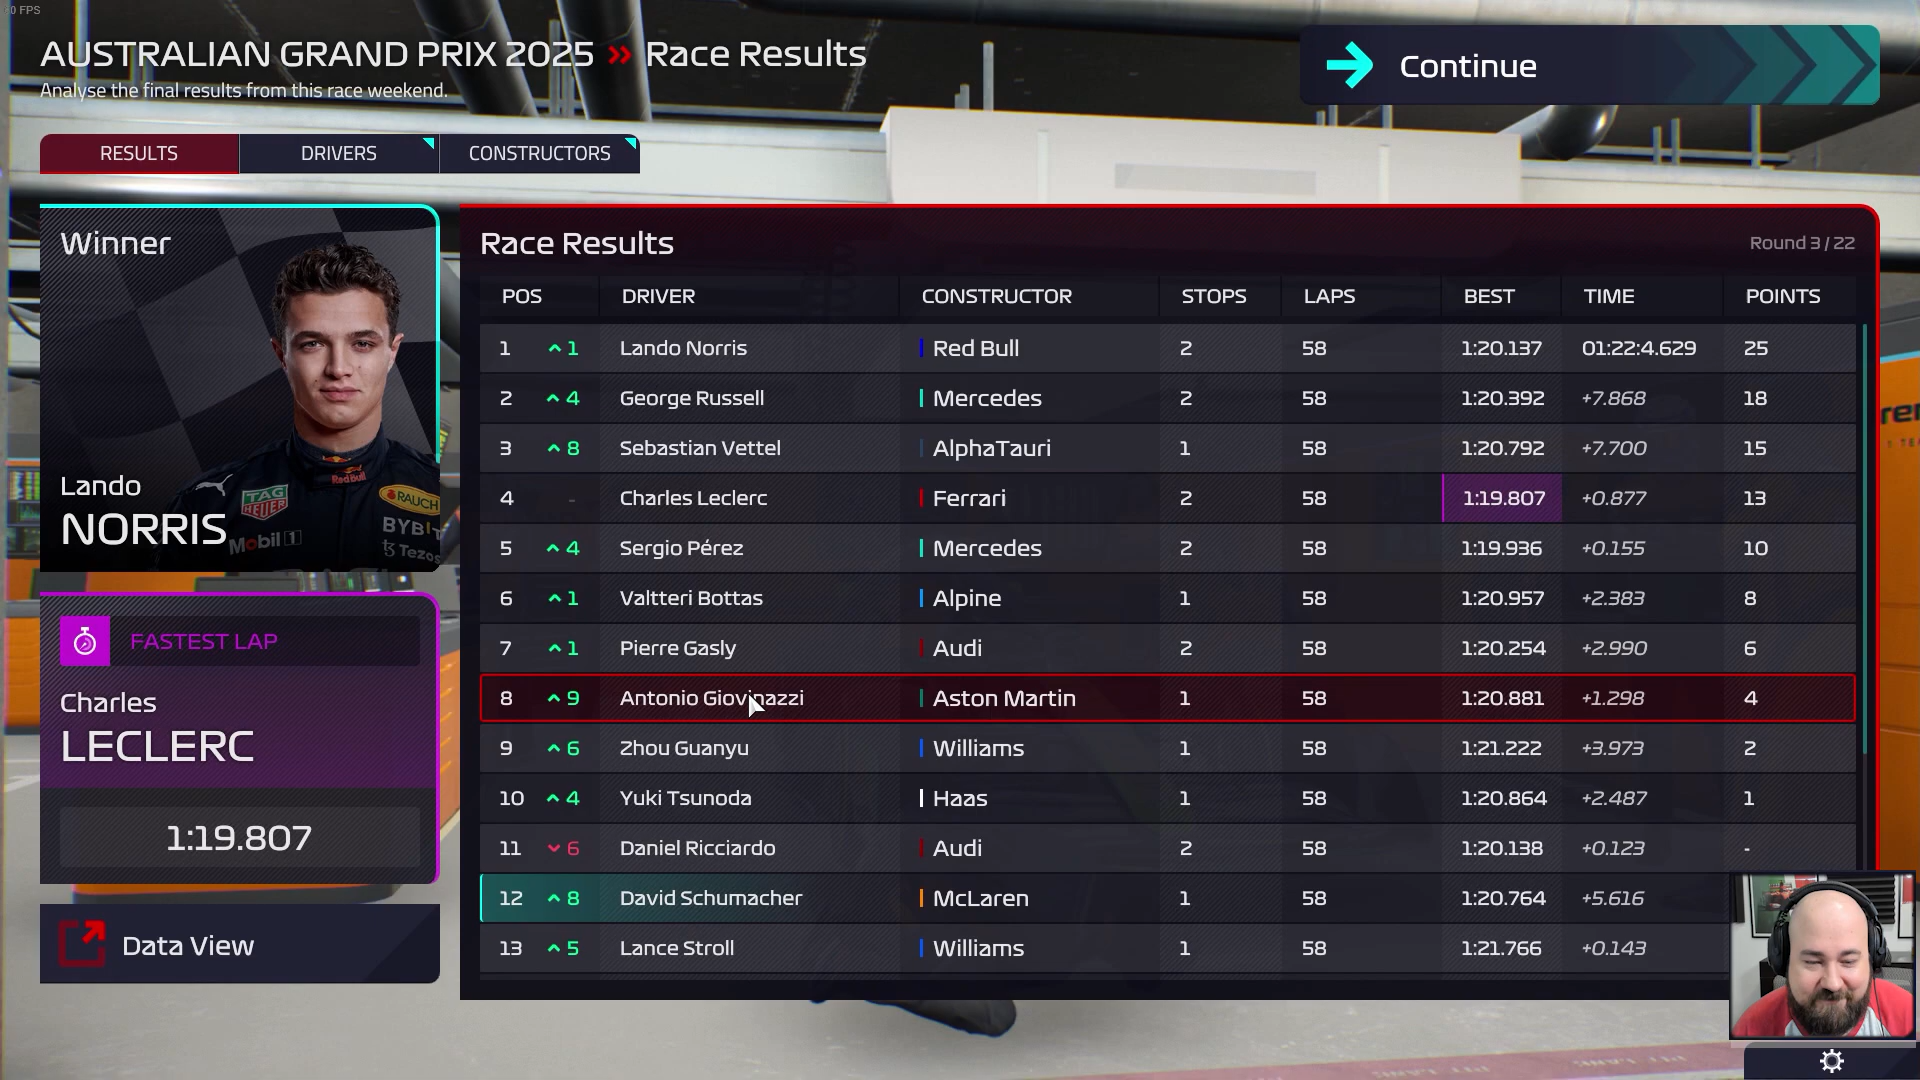 60 FPS
AUSTRALIAN GRAND PRIX 2025 » Race Results
Analyse the final results from this race weekend.
Continue
RESULTS DRIVERS CONSTRUCTORS
Winner
Lando
NORRIS
TAG HEUER
Red Bull
RAUCH
BYBIT
Mobil 1
Tezos
FASTEST LAP
Charles
LECLERC
1:19.807
Data View
Race Results
Round 3 / 22
POS DRIVER CONSTRUCTOR STOPS LAPS BEST TIME POINTS
1 1 Lando Norris Red Bull 2 58 1:20.137 01:22:4.629 25
2 4 George Russell Mercedes 2 58 1:20.392 +7.868 18
3 8 Sebastian Vettel AlphaTauri 1 58 1:20.792 +7.700 15
4 - Charles Leclerc Ferrari 2 58 1:19.807 +0.877 13
5 4 Sergio Pérez Mercedes 2 58 1:19.936 +0.155 10
6 1 Valtteri Bottas Alpine 1 58 1:20.957 +2.383 8
7 1 Pierre Gasly Audi 2 58 1:20.254 +2.990 6
8 9 Antonio Giovinazzi Aston Martin 1 58 1:20.881 +1.298 4
9 6 Zhou Guanyu Williams 1 58 1:21.222 +3.973 2
10 4 Yuki Tsunoda Haas 1 58 1:20.864 +2.487 1
11 6 Daniel Ricciardo Audi 2 58 1:20.138 +0.123 -
12 8 David Schumacher McLaren 1 58 1:20.764 +5.616
13 5 Lance Stroll Williams 1 58 1:21.766 +0.143